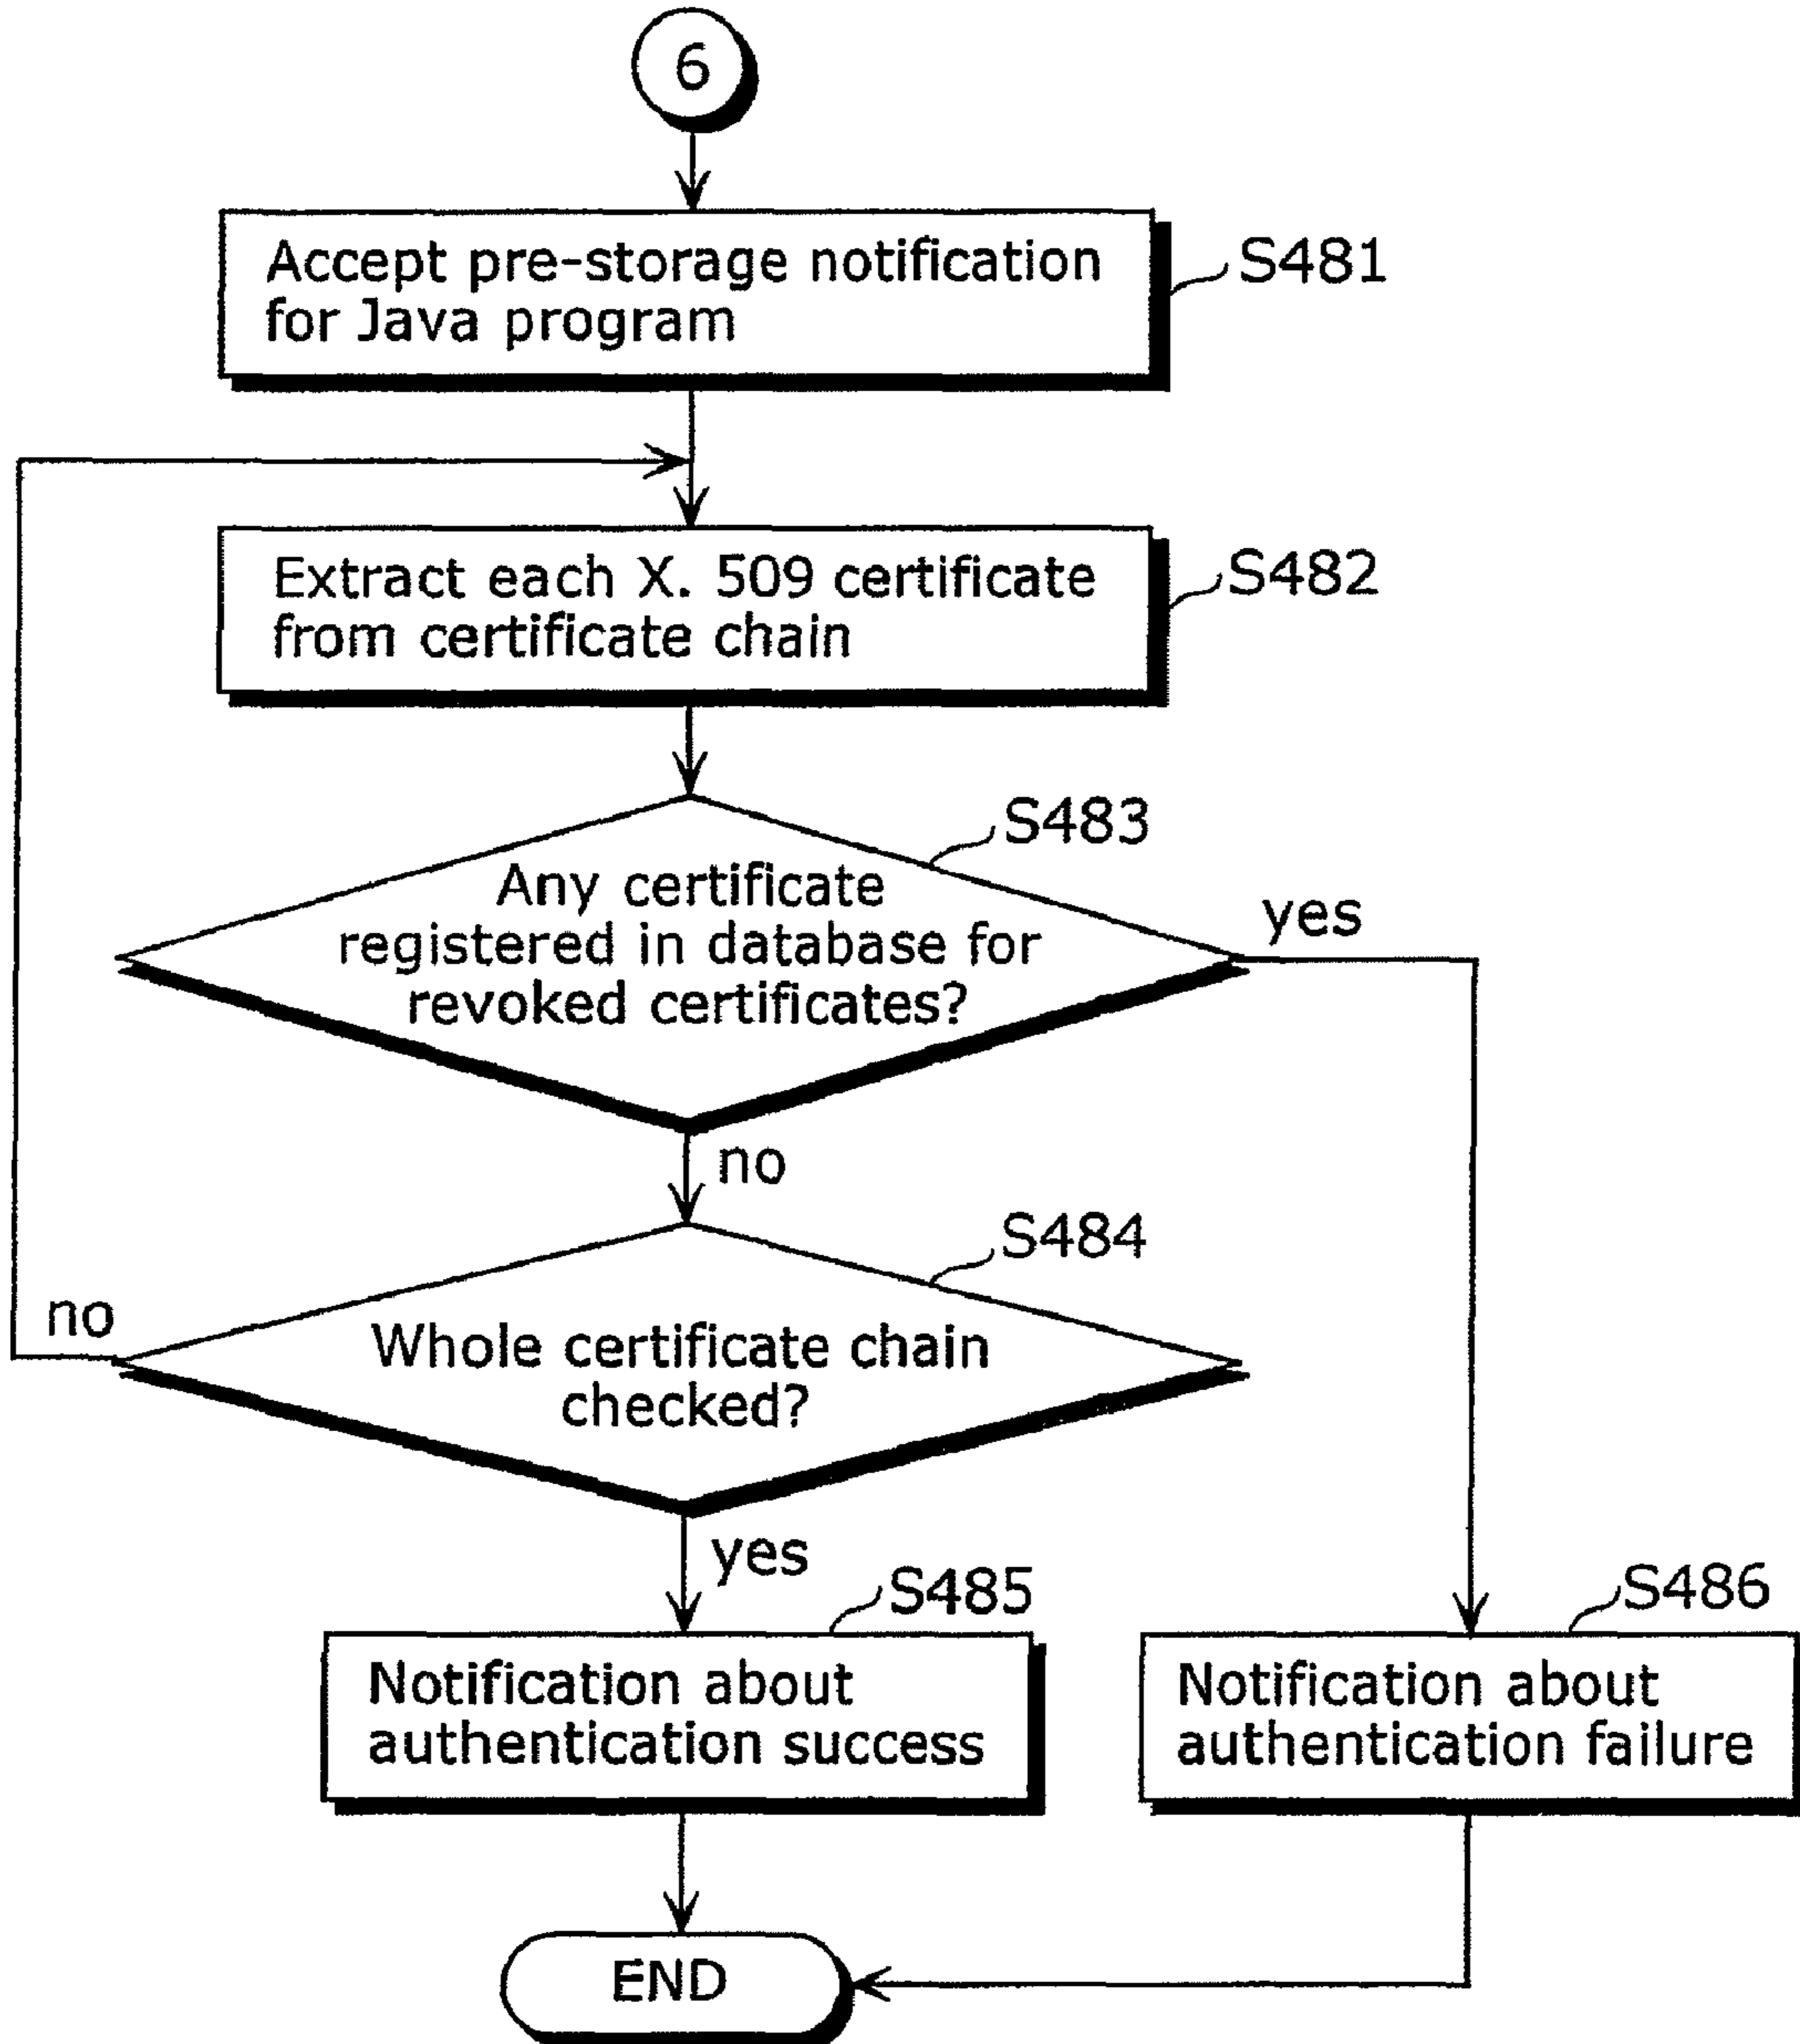 6
Accept pre-storage notification
for Java program
S481
Extract each X. 509 certificate
from certificate chain
S482
S483
Any certificate
registered in database for
revoked certificates?
yes
no
S484
no
Whole certificate chain
checked?
yes
S485
S486
Notification about
authentication success
Notification about
authentication failure
END